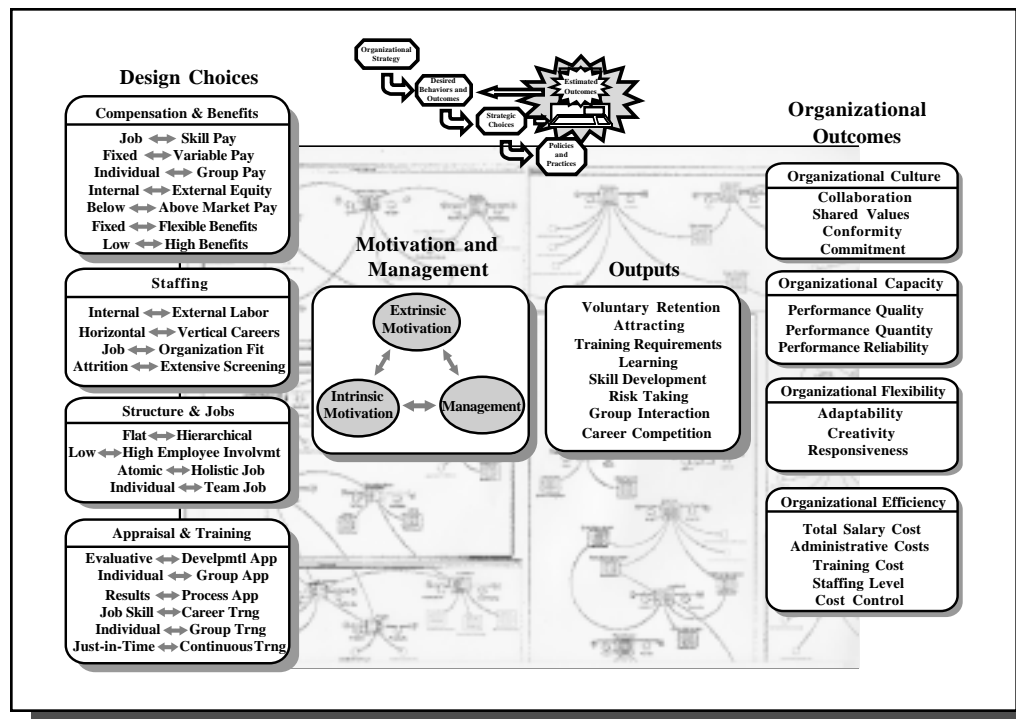 Organizational
Strategy
Desired
Behaviors and
Outcomes
Strategic
Choices
Policies
and
Practices
Estimated
Outcomes
Design Choices
Compensation & Benefits
Job Skill Pay
Fixed Variable Pay
Individual Group Pay
Internal External Equity
Below Above Market Pay
Fixed Flexible Benefits
Low High Benefits
Staffing
Internal External Labor
Horizontal Vertical Careers
Job Organization Fit
Attrition Extensive Screening
Structure & Jobs
Flat Hierarchical
Low High Employee Involvmt
Atomic Holistic Job
Individual Team Job
Appraisal & Training
Evaluative Develpmtl App
Individual Group App
Results Process App
Job Skill Career Trng
Individual Group Trng
Just-in-Time Continuous Trng
Motivation and
Management
Extrinsic
Motivation
Intrinsic
Motivation
Management
Outputs
Voluntary Retention
Attracting
Training Requirements
Learning
Skill Development
Risk Taking
Group Interaction
Career Competition
Organizational
Outcomes
Organizational Culture
Collaboration
Shared Values
Conformity
Commitment
Organizational Capacity
Performance Quality
Performance Quantity
Performance Reliability
Organizational Flexibility
Adaptability
Creativity
Responsiveness
Organizational Efficiency
Total Salary Cost
Administrative Costs
Training Cost
Staffing Level
Cost Control